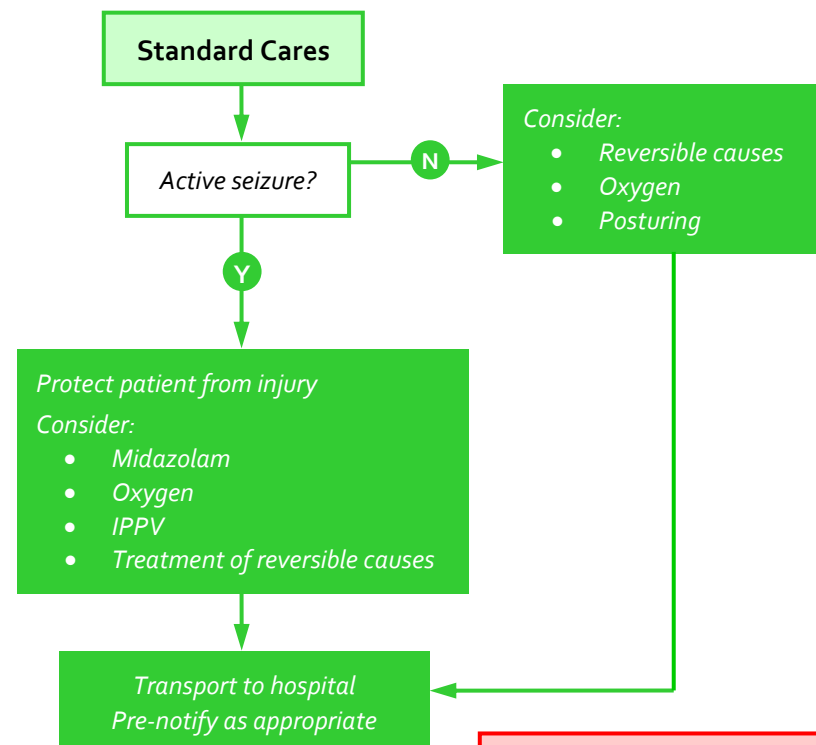 Standard Cares
Active seizure?
N
Consider:
• Reversible causes
• Oxygen
• Posturing
Y
Protect patient from injury
Consider:
• Midazolam
• Oxygen
• IPPV
• Treatment of reversible causes
Transport to hospital
Pre-notify as appropriate